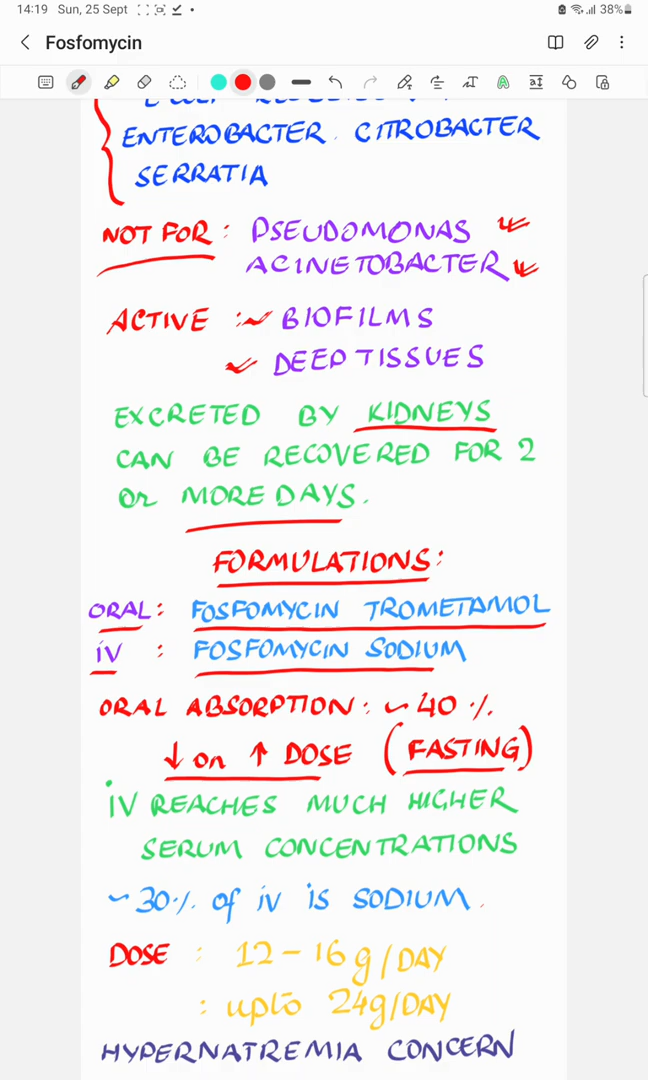 14:19 Sun, 25 Sept 38%
Fosfomycin
ENTEROBACTER. CITROBACTER
SERRATIA
NOT FOR: PSEUDOMONAS
ACINETOBACTER
ACTIVE : BIOFILMS
DEEP TISSUES
EXCRETED BY KIDNEYS
CAN BE RECOVERED FOR 2
Or MORE DAYS.
FORMULATIONS:
ORAL: FOSFOMYCIN TROMETAMOL
iV : FOSFOMYCIN SODIUM
ORAL ABSORPTION: ~ 40 %
↓ on ↑ DOSE (FASTING)
iV REACHES MUCH HIGHER
SERUM CONCENTRATIONS
~30% of iv is SODIUM.
DOSE : 12-16g/DAY
: upto 24g/DAY
HYPERNATREMIA CONCERN